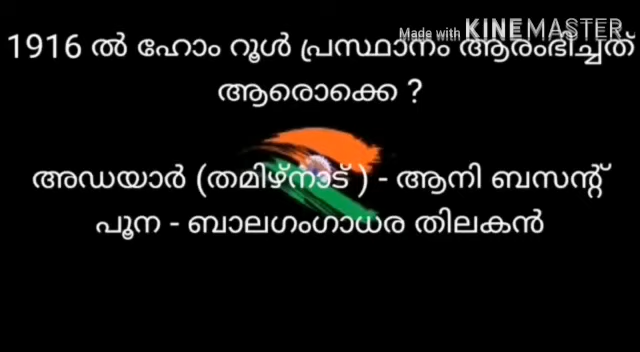 Made with KINEMASTER
1916 ൽ ഹോം റൂൾ പ്രസ്ഥാനം ആരംഭിച്ചത്
ആരൊക്കെ ?
അഡയാർ (തമിഴ്നാട് ) - ആനി ബസന്റ്
പൂന - ബാലഗംഗാധര തിലകൻ